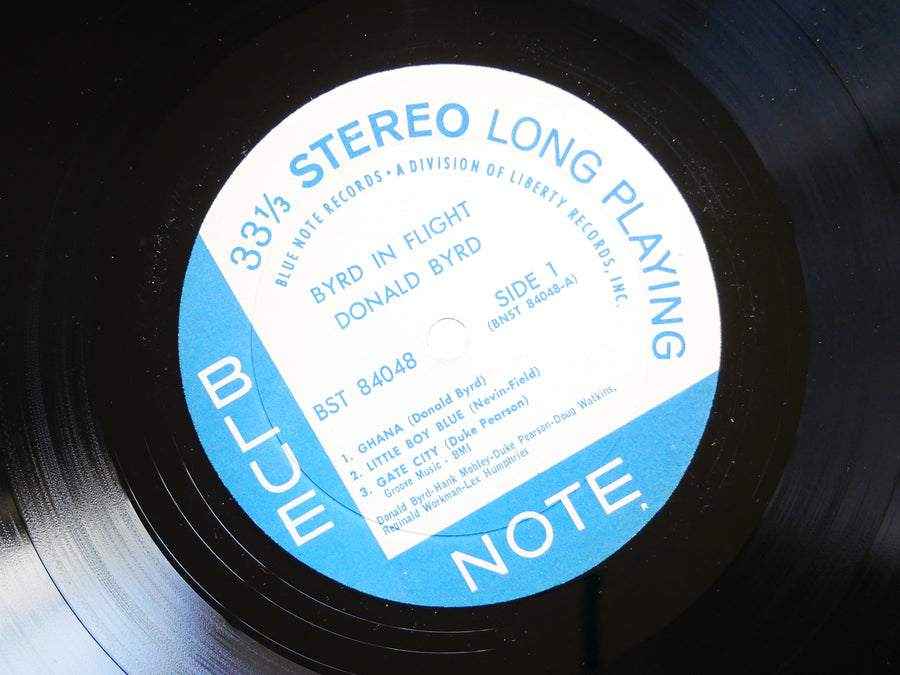 33⅓ STEREO LONG PLAYING
BLUE NOTE RECORDS • A DIVISION OF LIBERTY RECORDS, INC.
BYRD IN FLIGHT
DONALD BYRD
SIDE 1
(BNST 84048-A)
BST 84048
1. GHANA (Donald Byrd)
2. LITTLE BOY BLUE (Nevin-Field)
3. GATE CITY (Duke Pearson)
Groove Music - BMI
Donald Byrd-Hank Mobley-Duke Pearson-Doug Watkins,
Reginald Workman-Lex Humphries
BLUE
NOTE.